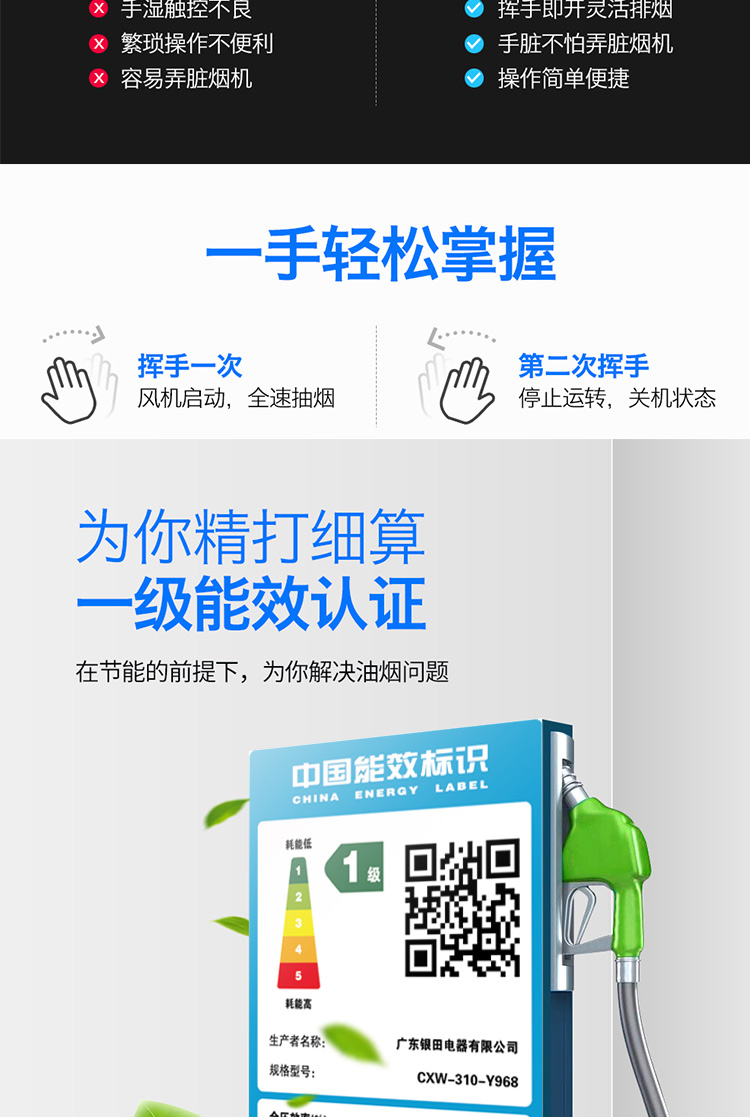 手湿触控不良
挥手即开灵活排烟
繁琐操作不便利
手脏不怕弄脏烟机
容易弄脏烟机
操作简单便捷
一手轻松掌握
挥手一次
风机启动，全速抽烟
第二次挥手
停止运转，关机状态
为你精打细算
一级能效认证
在节能的前提下，为你解决油烟问题
中国能效标识
CHINA ENERGY LABEL
耗能低
1
2
3
4
5
耗能高
1级
生产者名称：
广东银田电器有限公司
规格型号：
CXW-310-Y968